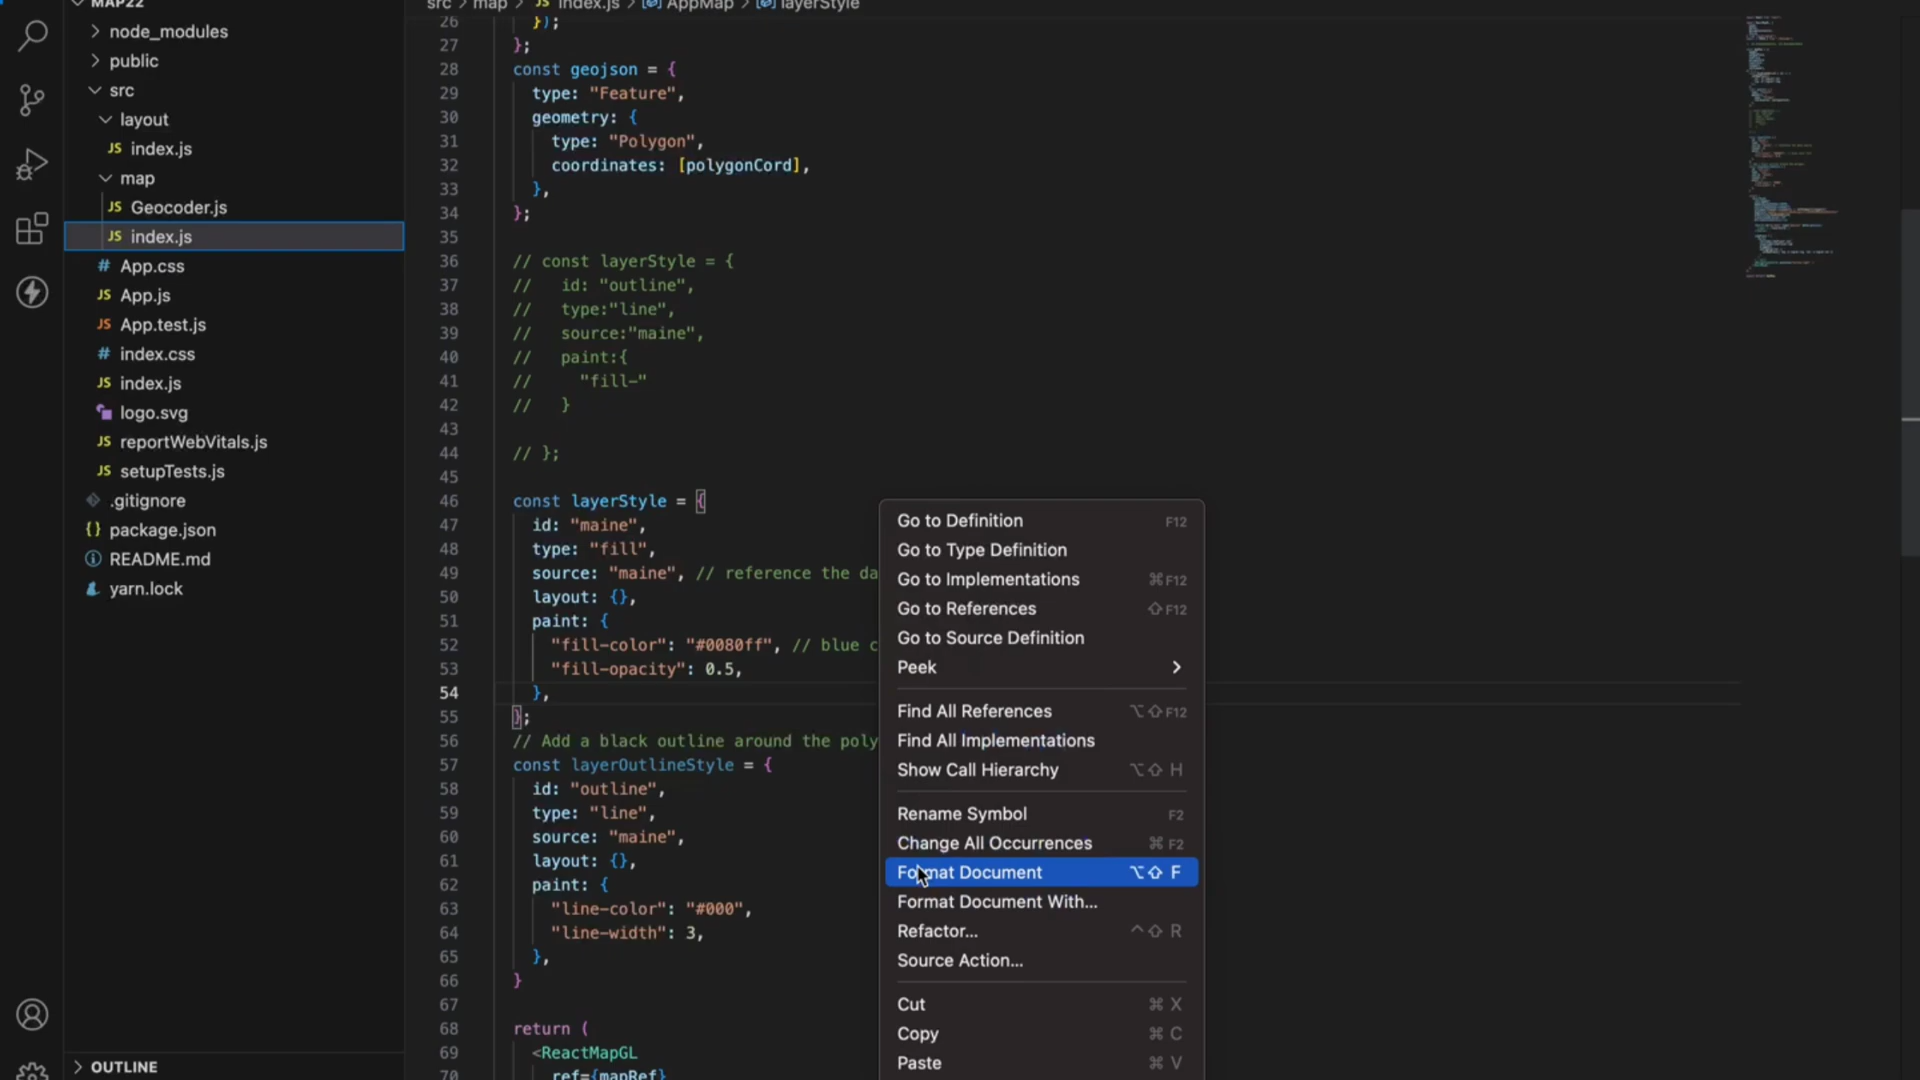 MAP22
node_modules
public
src
layout
JS index.js
map
JS Geocoder.js
JS index.js
# App.css
JS App.js
JS App.test.js
# index.css
JS index.js
logo.svg
JS reportWebVitals.js
JS setupTests.js
.gitignore
{} package.json
README.md
yarn.lock
OUTLINE
src > map > JS index.js > AppMap > layerStyle
26 });
27 };
28 const geojson = {
29 type: "Feature",
30 geometry: {
31 type: "Polygon",
32 coordinates: [polygonCord],
33 },
34 };
35
36 // const layerStyle = {
37 // id: "outline",
38 // type:"line",
39 // source:"maine",
40 // paint:{
41 // "fill-"
42 // }
43
44 // };
45
46 const layerStyle = {
47 id: "maine",
48 type: "fill",
49 source: "maine", // reference the da
50 layout: {},
51 paint: {
52 "fill-color": "#0080ff", // blue c
53 "fill-opacity": 0.5,
54 },
55 };
56 // Add a black outline around the poly
57 const layerOutlineStyle = {
58 id: "outline",
59 type: "line",
60 source: "maine",
61 layout: {},
62 paint: {
63 "line-color": "#000",
64 "line-width": 3,
65 },
66 }
67
68 return (
69 <ReactMapGL
70 ref={mapRef}
Go to Definition F12
Go to Type Definition
Go to Implementations ⌘F12
Go to References ⇧F12
Go to Source Definition
Peek
Find All References ⌥⇧F12
Find All Implementations
Show Call Hierarchy ⌥⇧ H
Rename Symbol F2
Change All Occurrences ⌘ F2
Format Document ⌥⇧ F
Format Document With...
Refactor... ^⇧ R
Source Action...
Cut ⌘ X
Copy ⌘ C
Paste ⌘ V